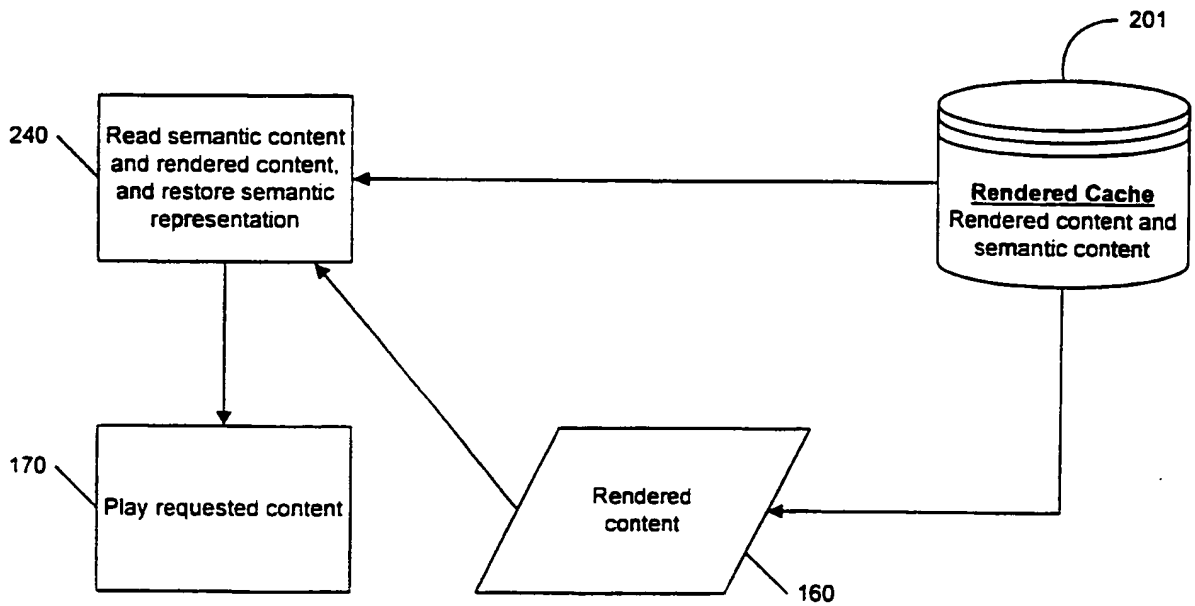 201
240
Read semantic content
and rendered content,
and restore semantic
representation
Rendered Cache
Rendered content and
semantic content
170
Play requested content
Rendered
content
160